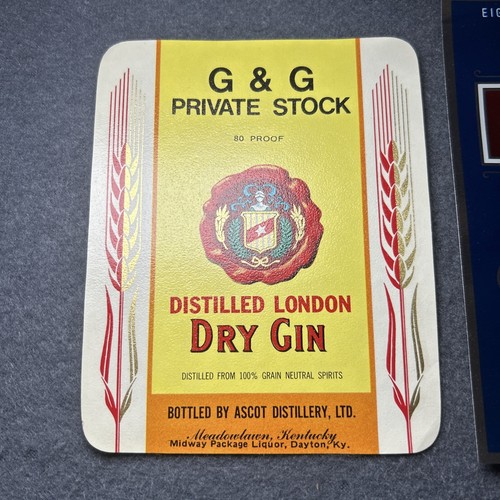 G & G
PRIVATE STOCK
80 PROOF
DISTILLED LONDON
DRY GIN
DISTILLED FROM 100% GRAIN NEUTRAL SPIRITS
BOTTLED BY ASCOT DISTILLERY, LTD.
Meadowlawn, Kentucky
Midway Package Liquor, Dayton, Ky.
EIG